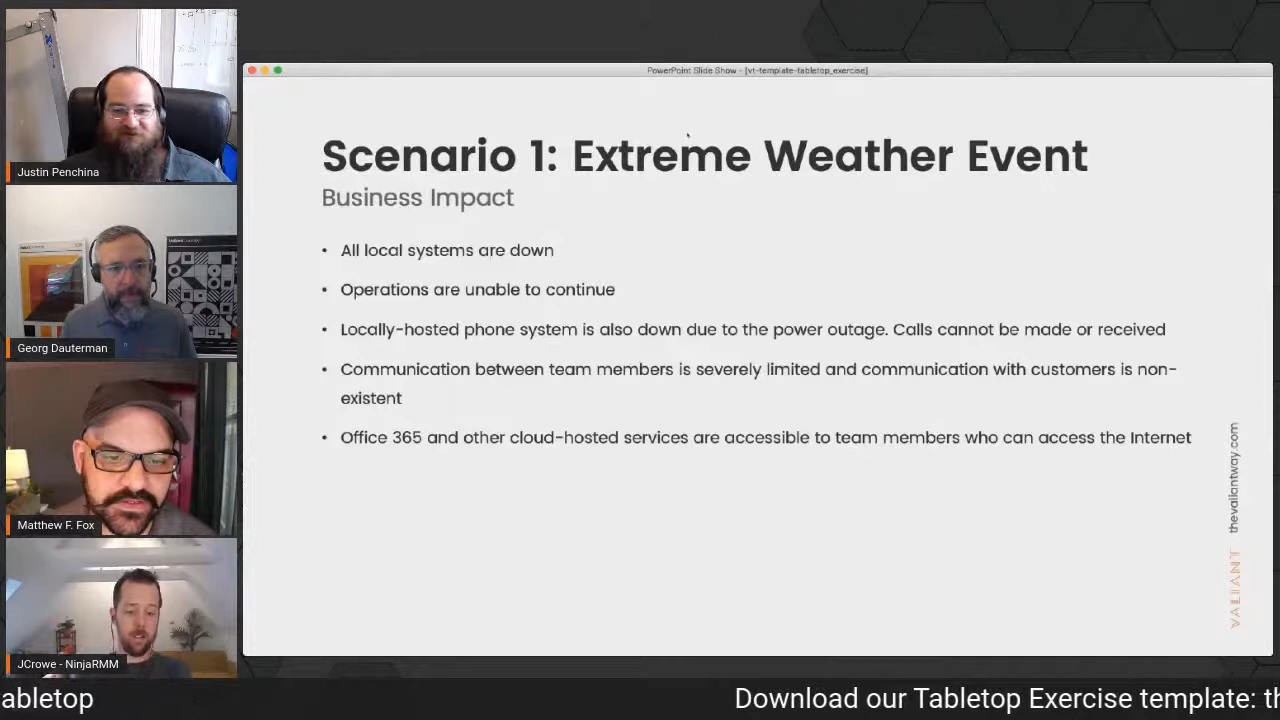 Justin Penchina
Georg Dauterman
Matthew F. Fox
JCrowe - NinjaRMM
PowerPoint Slide Show - [vt-template-tabletop_exercise]
Scenario 1: Extreme Weather Event
Business Impact
• All local systems are down
• Operations are unable to continue
• Locally-hosted phone system is also down due to the power outage. Calls cannot be made or received
• Communication between team members is severely limited and communication with customers is non-
existent
• Office 365 and other cloud-hosted services are accessible to team members who can access the Internet
thevaliantway.com
VALIANT
abletop
Download our Tabletop Exercise template: th